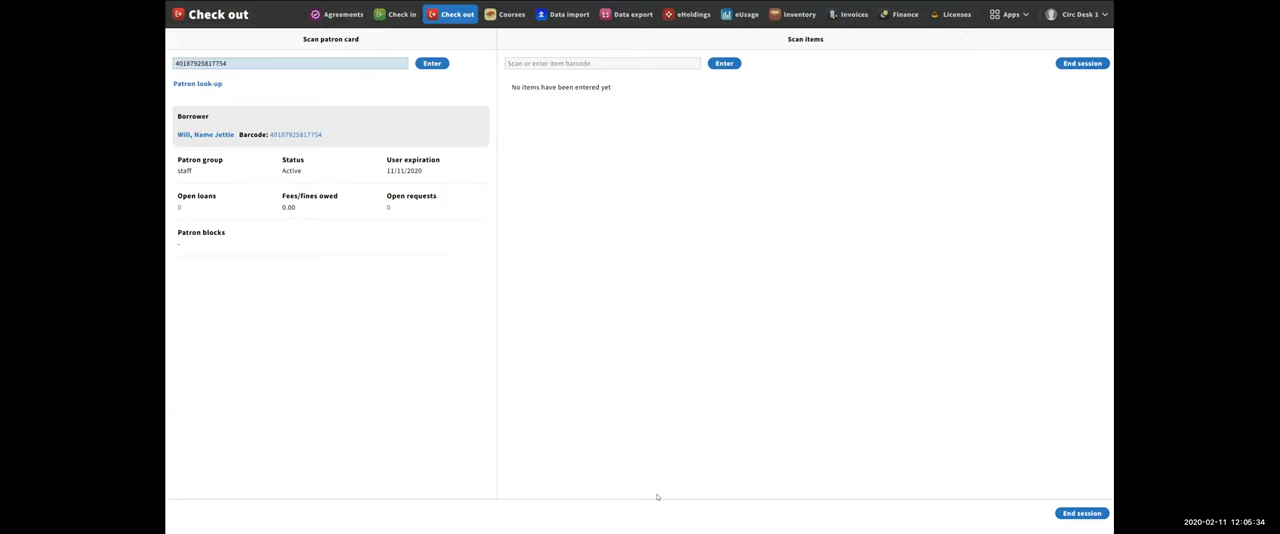 Check out Agreements Check in Check out Courses Data import Data export eHoldings eUsage Inventory Invoices Finance Licenses Apps Circ Desk 1
Scan patron card
40187925817754 Enter
Patron look-up
Borrower
Will, Name Jettie Barcode: 40187925817754
Patron group Status User expiration
staff Active 11/11/2020
Open loans Fees/fines owed Open requests
0 0.00 0
Patron blocks
-
Scan items
Scan or enter item barcode Enter End session
No items have been entered yet
End session
2020-02-11 12:05:34